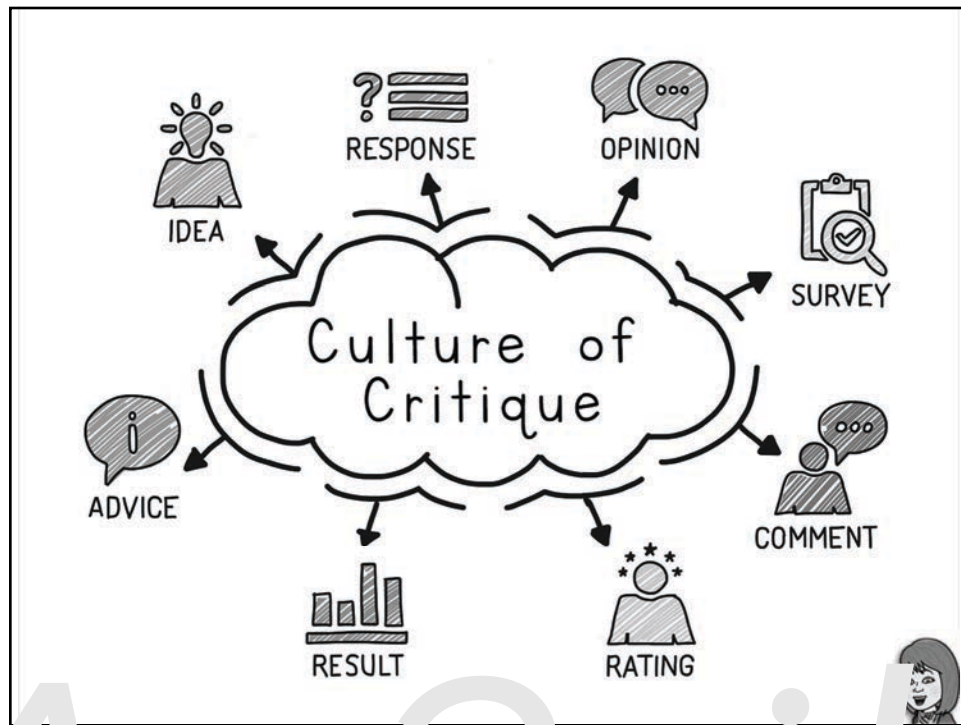 RESPONSE
OPINION
IDEA
SURVEY
Culture of
Critique
ADVICE
COMMENT
RESULT
RATING